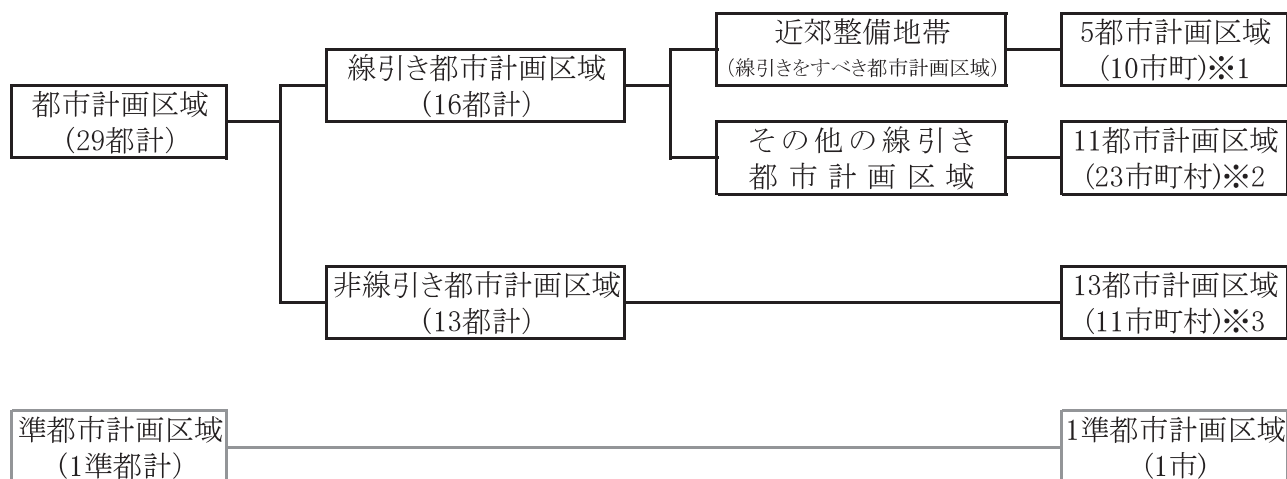 都市計画区域
(29都計)
線引き都市計画区域
(16都計)
近郊整備地帯
(線引きをすべき都市計画区域)
5都市計画区域
(10市町)※1
その他の線引き
都市計画区域
11都市計画区域
(23市町村)※2
非線引き都市計画区域
(13都計)
13都市計画区域
(11市町村)※3
準都市計画区域
(1準都計)
1準都市計画区域
(1市)